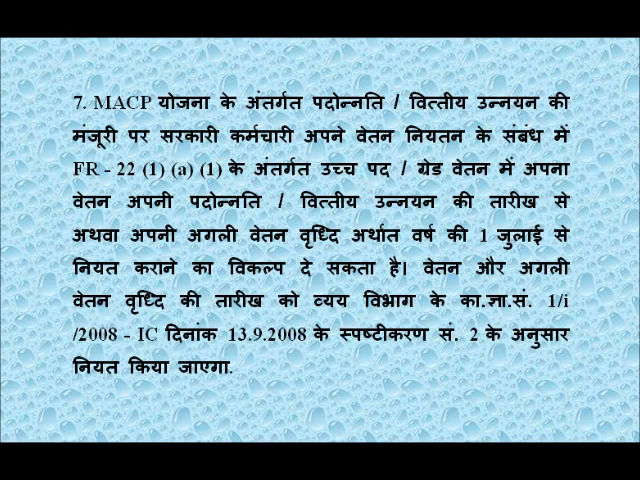 7. MACP योजना के अंतर्गत पदोन्नति / वित्तीय उन्नयन की
मंजूरी पर सरकारी कर्मचारी अपने वेतन नियतन के संबंध में
FR - 22 (1) (a) (1) के अंतर्गत उच्च पद / ग्रेड वेतन में अपना
वेतन अपनी पदोन्नति / वित्तीय उन्नयन की तारीख से
अथवा अपनी अगली वेतन वृध्दि अर्थात वर्ष की 1 जुलाई से
नियत कराने का विकल्प दे सकता है। वेतन और अगली
वेतन वृध्दि की तारीख को व्यय विभाग के का.ज्ञा.सं. 1/i
/2008 - IC दिनांक 13.9.2008 के स्पष्टीकरण सं. 2 के अनुसार
नियत किया जाएगा.